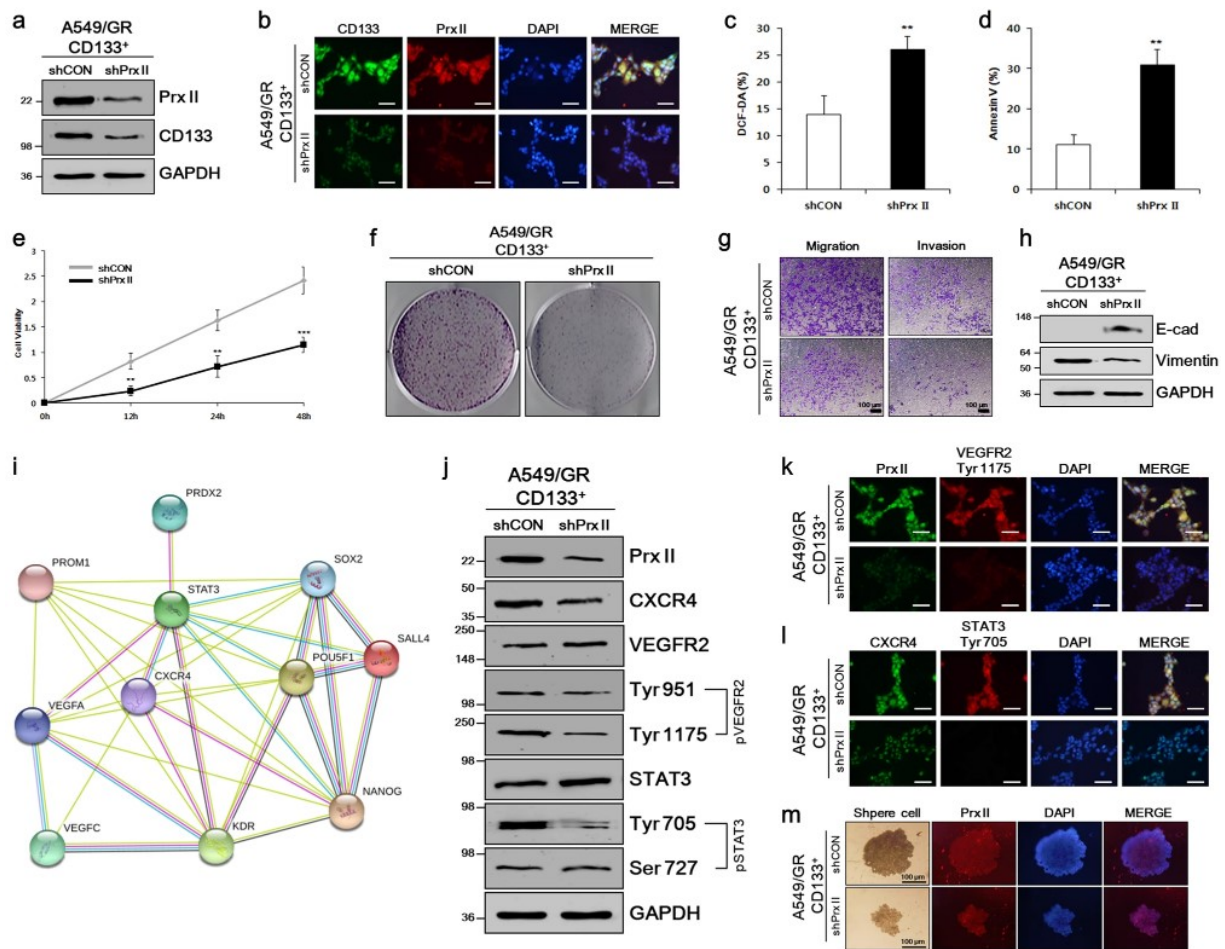 a
A549/GR
CD133+
shCON shPrx II
22
Prx II
98
CD133
36
GAPDH
b
CD133 Prx II DAPI MERGE
A549/GR
CD133+
shCON
shPrx II
c
DCF-DA (%)
30
25
20
15
10
5
0
**
shCON shPrx II
d
Annexin V (%)
40
30
20
10
0
**
shCON shPrx II
e
Cell Viability
3
2.5
2
1.5
1
0.5
0
shCON
shPrx II
**
**
***
0h 12h 24h 48h
f
A549/GR
CD133+
shCON shPrx II
g
Migration Invasion
A549/GR
CD133+
shCON
shPrx II
100 μm 100 μm
h
A549/GR
CD133+
shCON shPrx II
148
E-cad
64
50
Vimentin
36
GAPDH
i
PRDX2
PROM1
STAT3
SOX2
SALL4
POU5F1
CXCR4
VEGFA
NANOG
KDR
VEGFC
j
A549/GR
CD133+
shCON shPrx II
22
Prx II
50
35
CXCR4
250
148
VEGFR2
98
Tyr 951
250
Tyr 1175
pVEGFR2
98
STAT3
98
Tyr 705
98
Ser 727
pSTAT3
36
GAPDH
k
Prx II VEGFR2 Tyr 1175 DAPI MERGE
A549/GR
CD133+
shCON
shPrx II
l
CXCR4 STAT3 Tyr 705 DAPI MERGE
A549/GR
CD133+
shCON
shPrx II
m
Shpere cell Prx II DAPI MERGE
A549/GR
CD133+
shCON
shPrx II
100 μm
100 μm